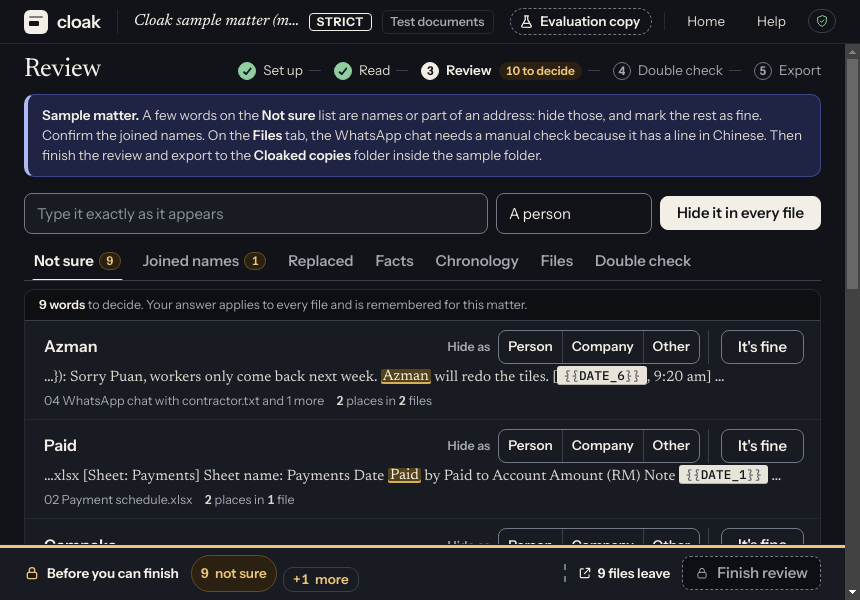 cloak
Cloak sample matter (m... STRICT Test documents Evaluation copy Home Help
Review
Set up Read 3 Review 10 to decide 4 Double check 5 Export
Sample matter. A few words on the Not sure list are names or part of an address: hide those, and mark the rest as fine.
Confirm the joined names. On the Files tab, the WhatsApp chat needs a manual check because it has a line in Chinese. Then
finish the review and export to the Cloaked copies folder inside the sample folder.
Type it exactly as it appears A person Hide it in every file
Not sure 9 Joined names 1 Replaced Facts Chronology Files Double check
9 words to decide. Your answer applies to every file and is remembered for this matter.
Azman Hide as Person Company Other It's fine
...}): Sorry Puan, workers only come back next week. Azman will redo the tiles. [{{DATE_6}}, 9:20 am] ...
04 WhatsApp chat with contractor.txt and 1 more 2 places in 2 files
Paid Hide as Person Company Other It's fine
...xlsx [Sheet: Payments] Sheet name: Payments Date Paid by Paid to Account Amount (RM) Note {{DATE_1}} ...
02 Payment schedule.xlsx 2 places in 1 file
Before you can finish 9 not sure +1 more 9 files leave Finish review